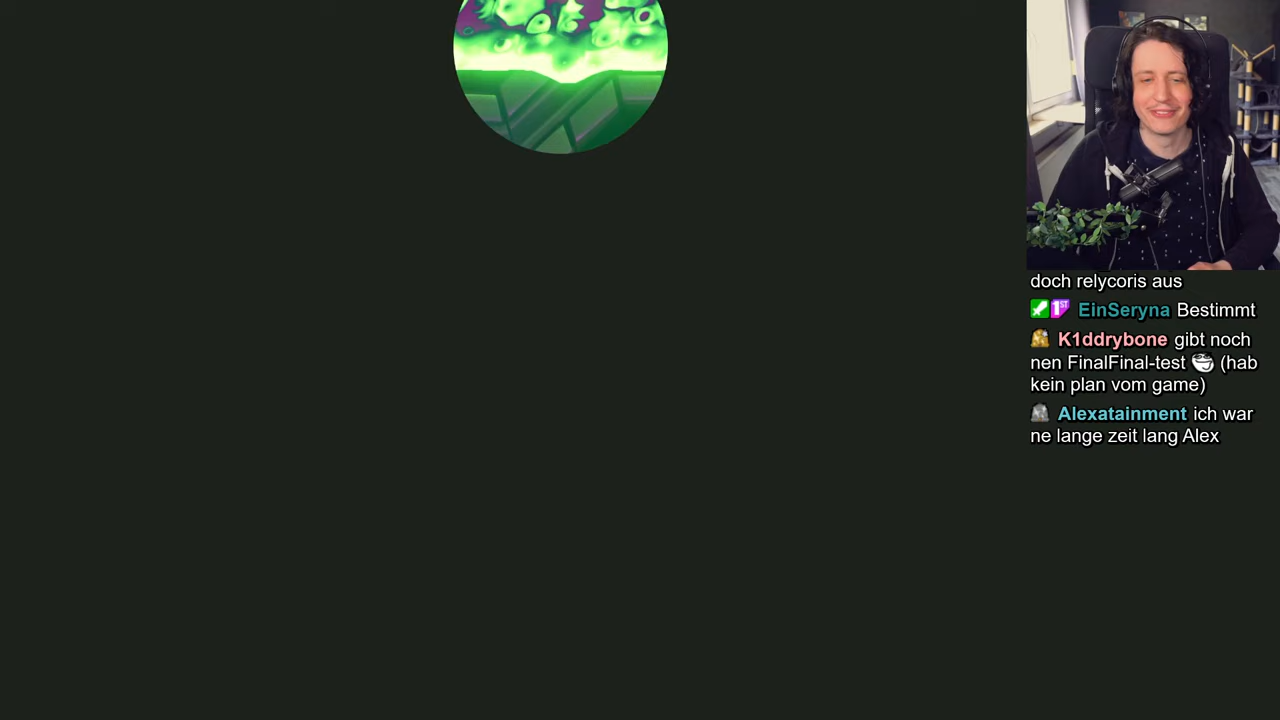 doch relycoris aus
EinSeryna Bestimmt
K1ddrybone gibt noch
nen FinalFinal-test (hab
kein plan vom game)
Alexatainment ich war
ne lange zeit lang Alex